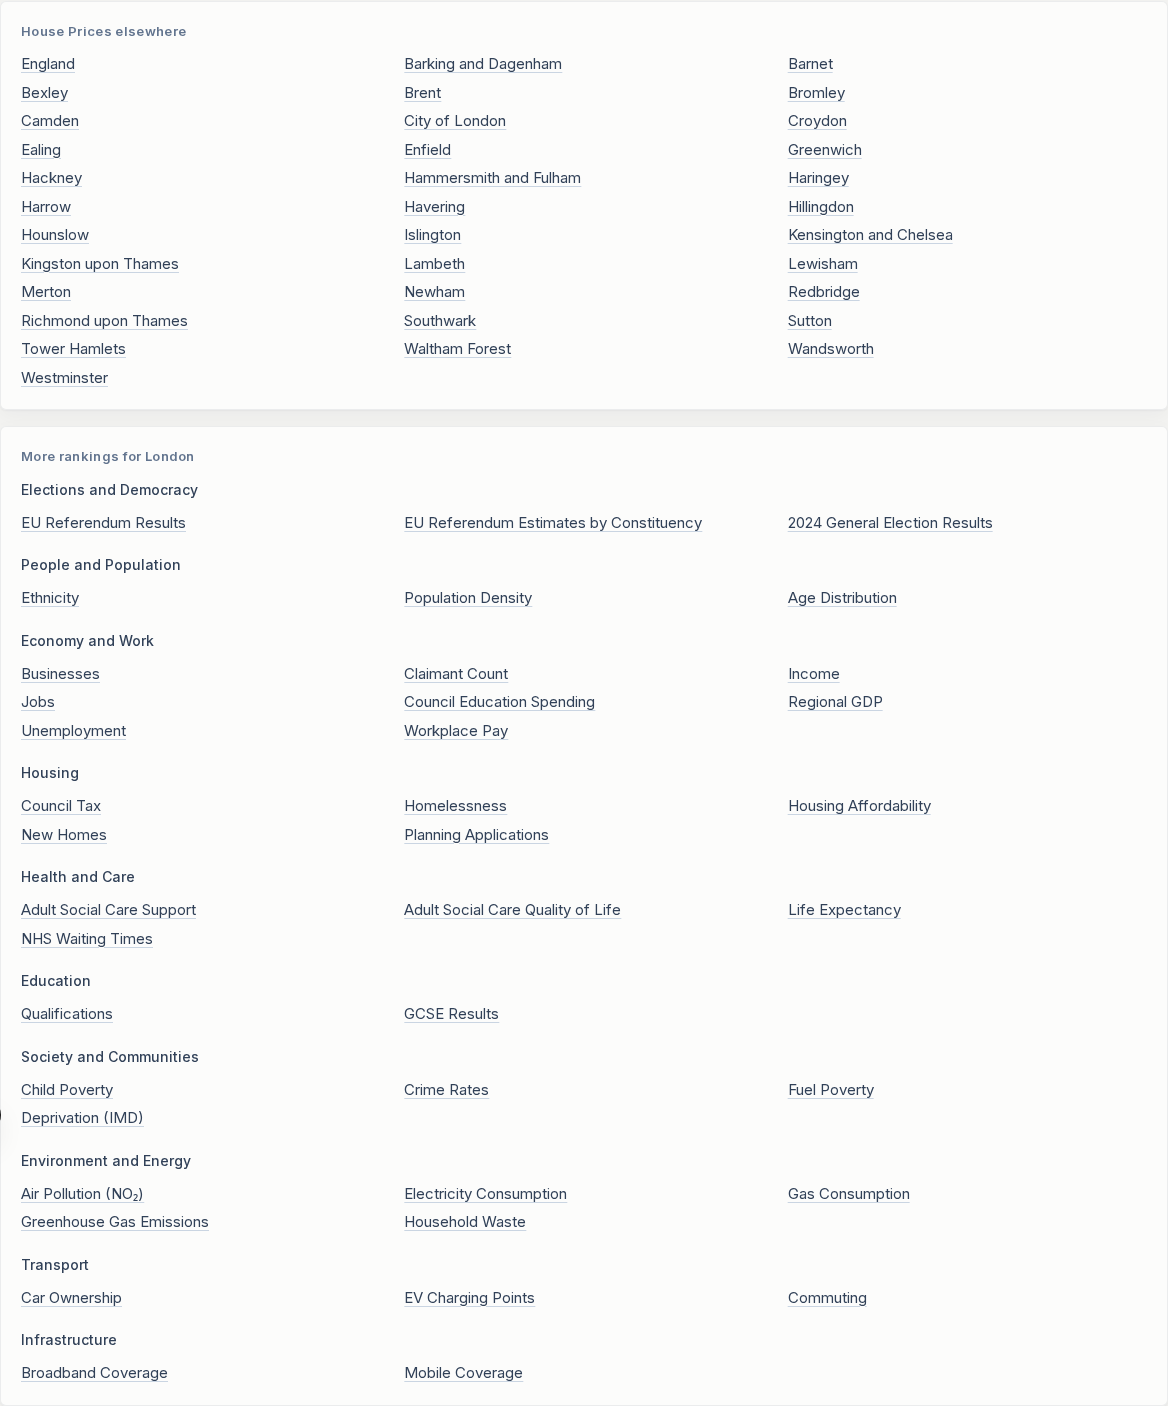 House Prices elsewhere
England Barking and Dagenham Barnet
Bexley Brent Bromley
Camden City of London Croydon
Ealing Enfield Greenwich
Hackney Hammersmith and Fulham Haringey
Harrow Havering Hillingdon
Hounslow Islington Kensington and Chelsea
Kingston upon Thames Lambeth Lewisham
Merton Newham Redbridge
Richmond upon Thames Southwark Sutton
Tower Hamlets Waltham Forest Wandsworth
Westminster
More rankings for London
Elections and Democracy
EU Referendum Results EU Referendum Estimates by Constituency 2024 General Election Results
People and Population
Ethnicity Population Density Age Distribution
Economy and Work
Businesses Claimant Count Income
Jobs Council Education Spending Regional GDP
Unemployment Workplace Pay
Housing
Council Tax Homelessness Housing Affordability
New Homes Planning Applications
Health and Care
Adult Social Care Support Adult Social Care Quality of Life Life Expectancy
NHS Waiting Times
Education
Qualifications GCSE Results
Society and Communities
Child Poverty Crime Rates Fuel Poverty
Deprivation (IMD)
Environment and Energy
Air Pollution (NO₂) Electricity Consumption Gas Consumption
Greenhouse Gas Emissions Household Waste
Transport
Car Ownership EV Charging Points Commuting
Infrastructure
Broadband Coverage Mobile Coverage